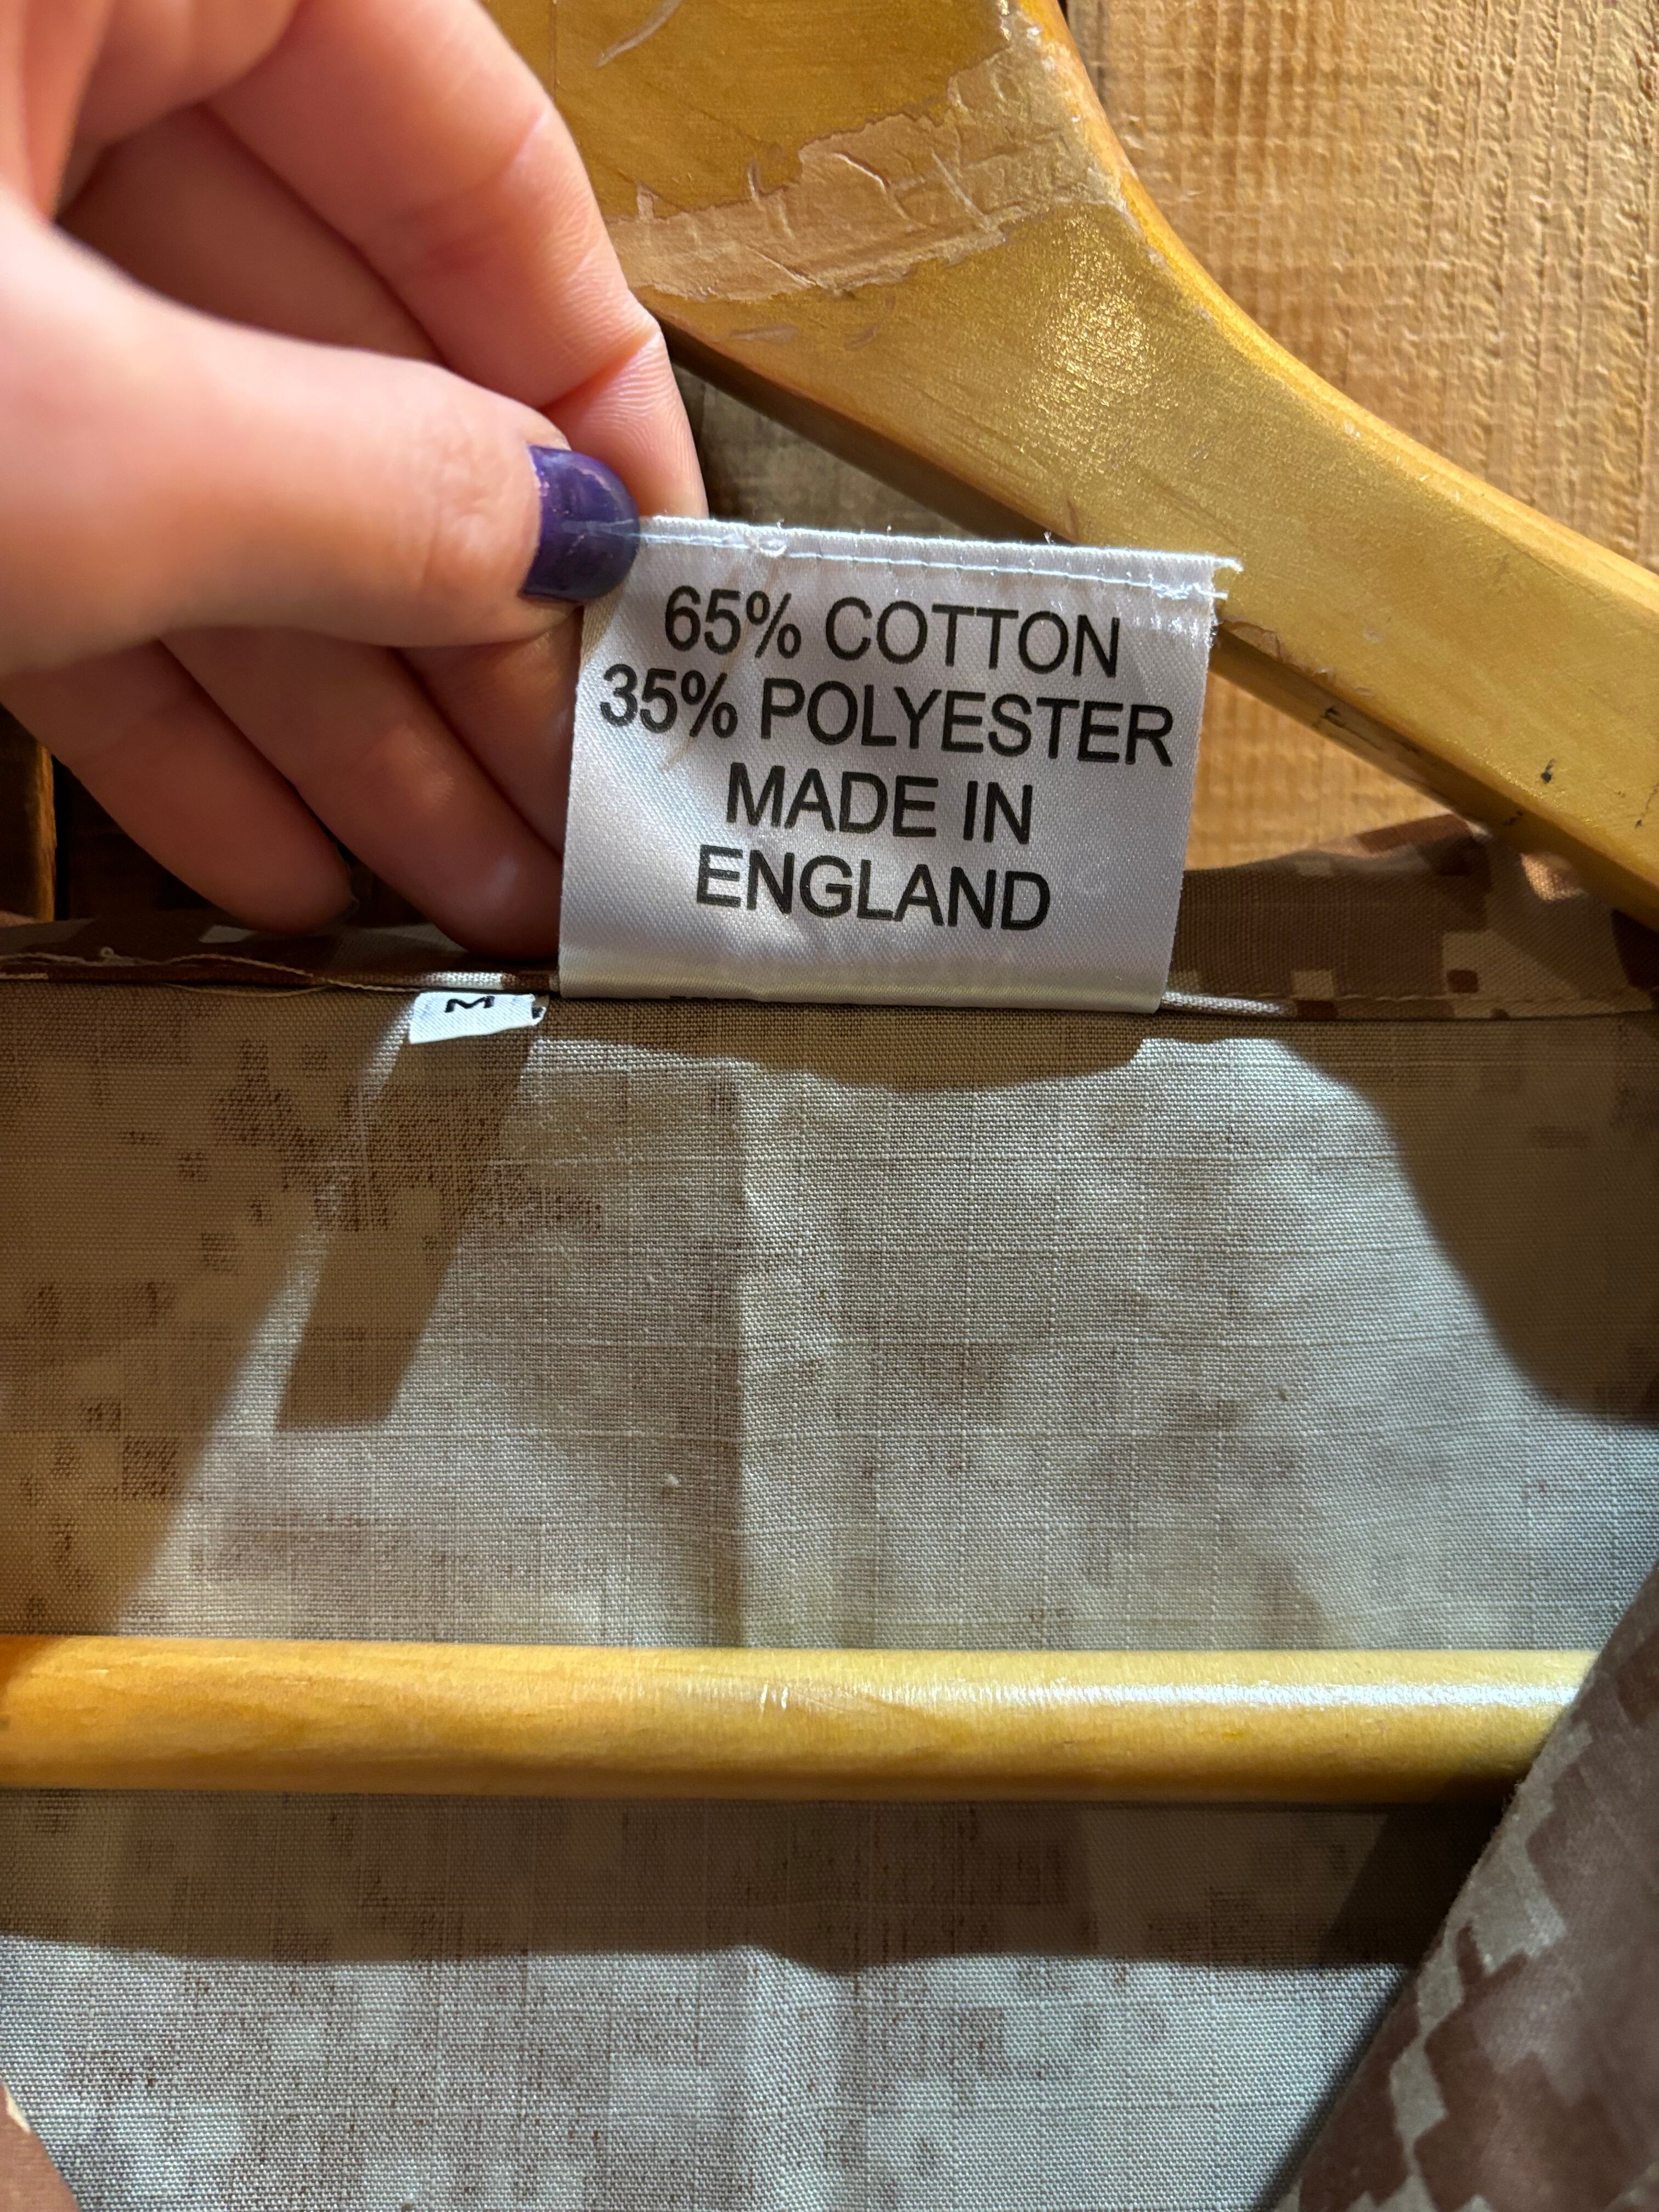 65% COTTON
35% POLYESTER
MADE IN
ENGLAND
M